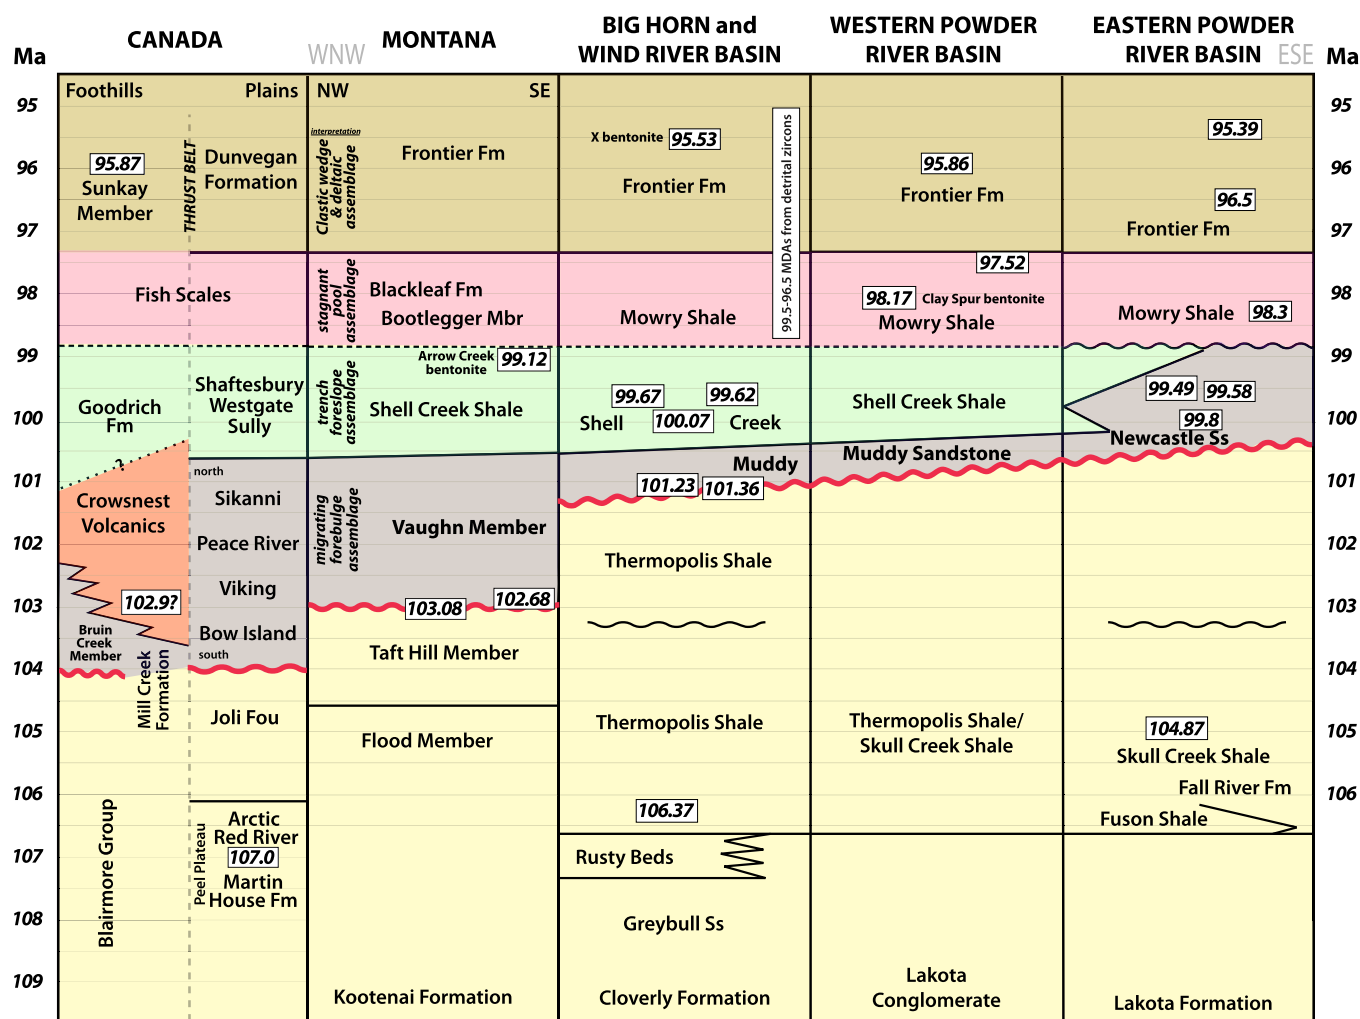 CANADA
WNW
MONTANA
BIG HORN and
WIND RIVER BASIN
WESTERN POWDER
RIVER BASIN
EASTERN POWDER
RIVER BASIN
ESE
Ma
Ma
95
96
97
98
99
100
101
102
103
104
105
106
107
108
109
Foothills
Plains
95.87
Sunkay
Member
THRUST BELT
Dunvegan
Formation
Fish Scales
Goodrich
Fm
Shaftesbury
Westgate
Sully
?
Crowsnest
Volcanics
102.9?
Bruin
Creek
Member
Mill Creek
Formation
north
Sikanni
Peace River
Viking
Bow Island
south
Joli Fou
Blairmore Group
Arctic
Red River
107.0
Martin
House Fm
Peel Plateau
NW
SE
interpretation
Clastic wedge
& deltaic
assemblage
Frontier Fm
stagnant
pool
assemblage
Blackleaf Fm
Bootlegger Mbr
Arrow Creek
bentonite
99.12
trench
foreslope
assemblage
Shell Creek Shale
migrating
forebulge
assemblage
Vaughn Member
103.08
102.68
Taft Hill Member
Flood Member
Kootenai Formation
X bentonite
95.53
Frontier Fm
99.5-96.5 MDAs from detrital zircons
Mowry Shale
99.67
99.62
Shell
100.07
Creek
Muddy
101.23
101.36
Thermopolis Shale
Thermopolis Shale
106.37
Rusty Beds
Greybull Ss
Cloverly Formation
95.86
Frontier Fm
97.52
98.17
Clay Spur bentonite
Mowry Shale
Shell Creek Shale
Muddy Sandstone
Thermopolis Shale/
Skull Creek Shale
Lakota
Conglomerate
95.39
96.5
Frontier Fm
Mowry Shale
98.3
99.49
99.58
99.8
Newcastle Ss
104.87
Skull Creek Shale
Fall River Fm
Fuson Shale
Lakota Formation
95
96
97
98
99
100
101
102
103
104
105
106